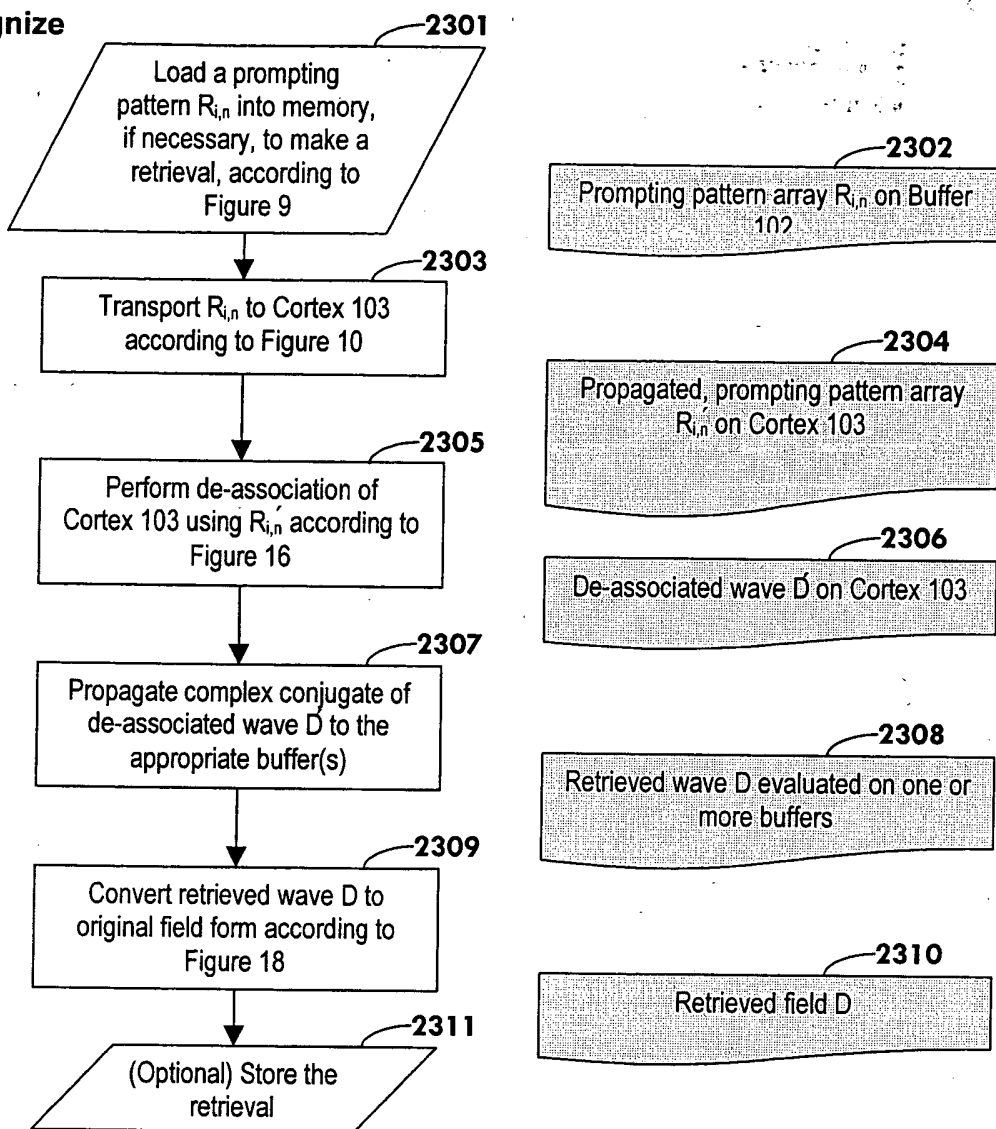 gnize
2301
Load a prompting
pattern Ri,n into memory,
if necessary, to make a
retrieval, according to
Figure 9
2302
Prompting pattern array Ri,n on Buffer
102
2303
Transport Ri,n to Cortex 103
according to Figure 10
2304
Propagated, prompting pattern array
Ri,n′ on Cortex 103
2305
Perform de-association of
Cortex 103 using Ri,n′ according to
Figure 16
2306
De-associated wave D′ on Cortex 103
2307
Propagate complex conjugate of
de-associated wave D′ to the
appropriate buffer(s)
2308
Retrieved wave D evaluated on one or
more buffers
2309
Convert retrieved wave D to
original field form according to
Figure 18
2310
Retrieved field D
2311
(Optional) Store the
retrieval